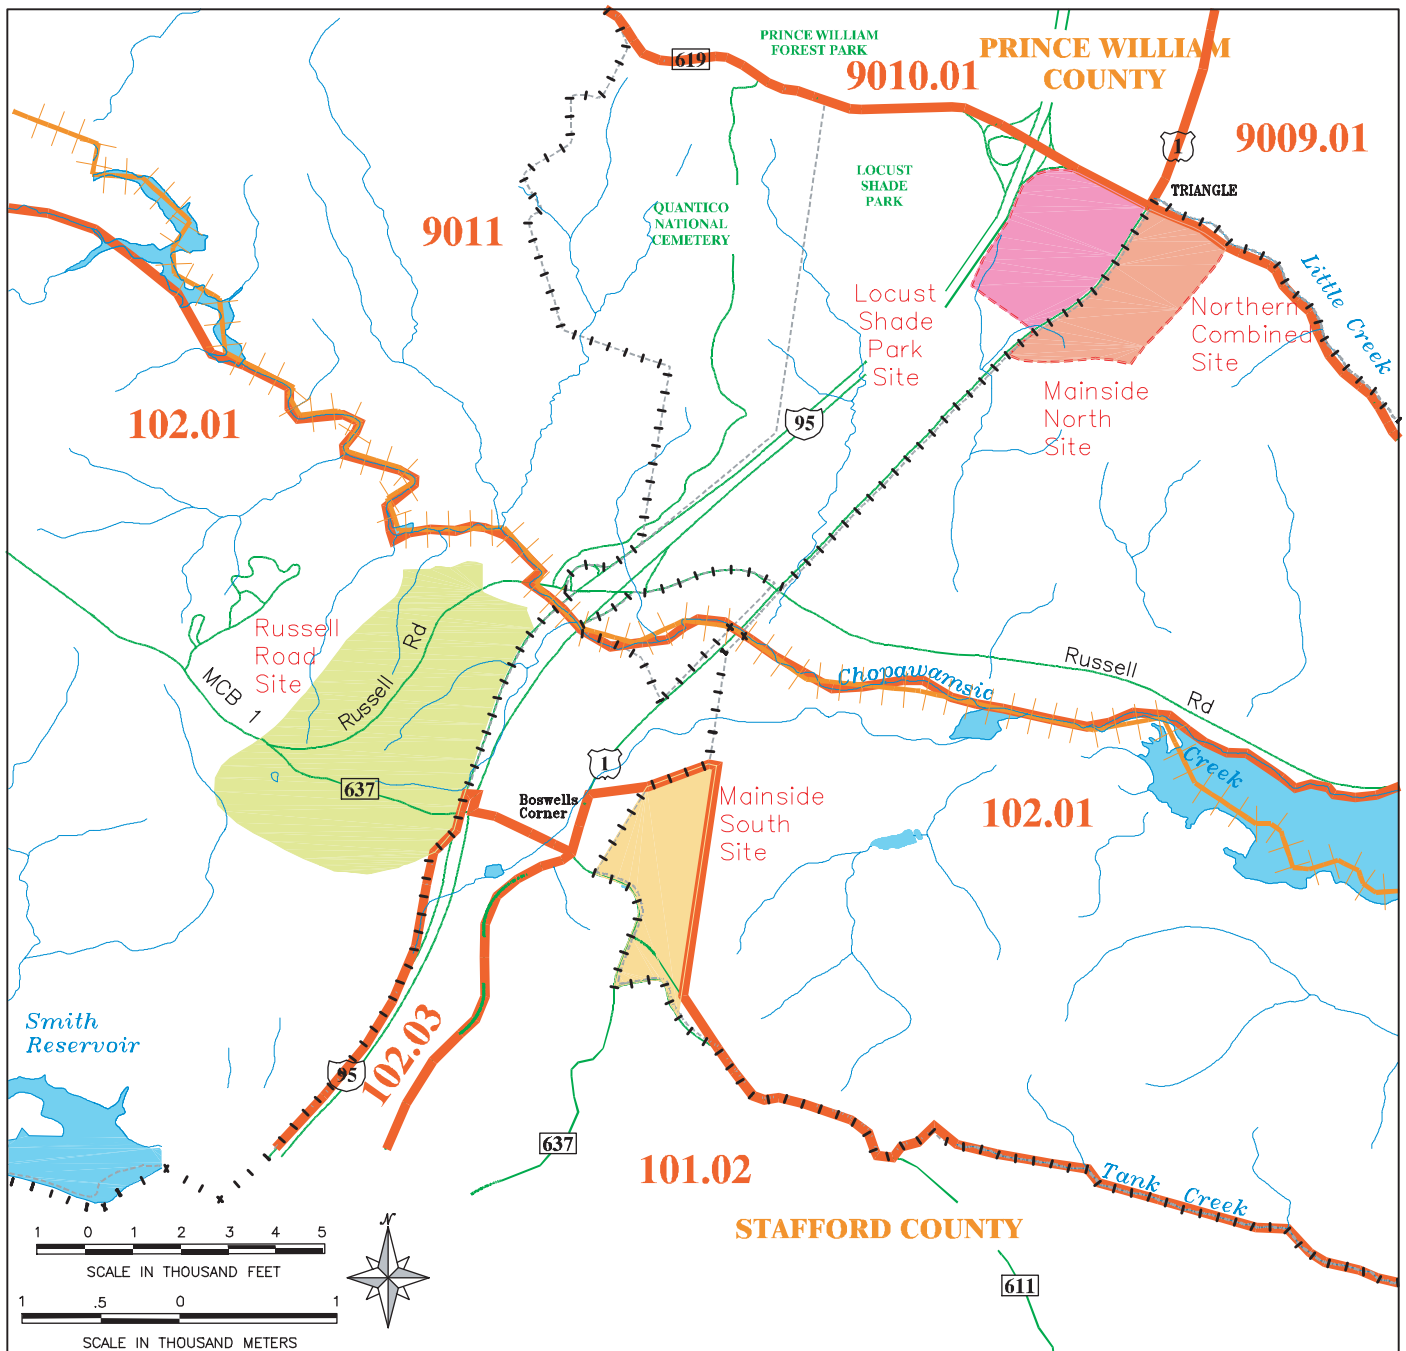 PRINCE WILLIAM
FOREST PARK
PRINCE WILLIAM
COUNTY
619
9010.01
9009.01
1
TRIANGLE
LOCUST
SHADE
PARK
QUANTICO
NATIONAL
CEMETERY
9011
Little Creek
Locust
Shade
Park
Site
Northern
Combined
Site
Mainside
North
Site
102.01
95
Russell
Road
Site
Russell Rd
MCB 1
Russell Rd
Chopawamsic
Creek
637
1
Boswells
Corner
Mainside
South
Site
102.01
Smith
Reservoir
95
102.03
637
101.02
Tank Creek
STAFFORD COUNTY
611
N
1 0 1 2 3 4 5
SCALE IN THOUSAND FEET
1 .5 0 1
SCALE IN THOUSAND METERS